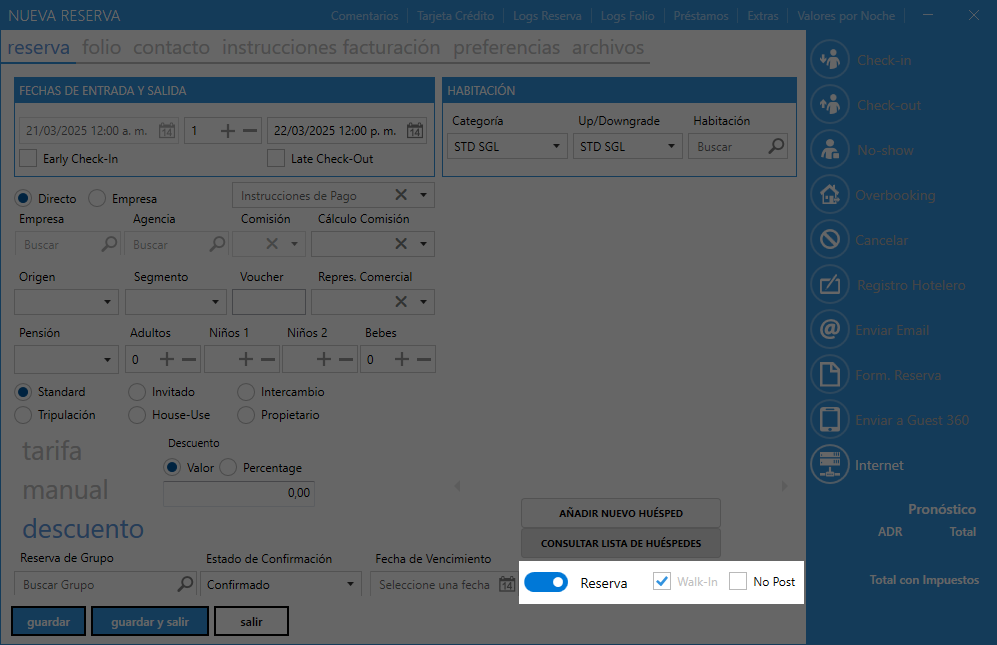 NUEVA RESERVA
Comentarios Tarjeta Crédito Logs Reserva Logs Folio Préstamos Extras Valores por Noche
reserva folio contacto instrucciones facturación preferencias archivos
FECHAS DE ENTRADA Y SALIDA
21/03/2025 12:00 a. m. 14 1 22/03/2025 12:00 p. m. 14
Early Check-In Late Check-Out
HABITACIÓN
Categoría Up/Downgrade Habitación
STD SGL STD SGL Buscar
Directo Empresa Instrucciones de Pago
Empresa Agencia Comisión Cálculo Comisión
Buscar Buscar
Origen Segmento Voucher Repres. Comercial
Pensión Adultos Niños 1 Niños 2 Bebes
0 0
Standard Invitado Intercambio
Tripulación House-Use Propietario
tarifa
manual
descuento
Descuento
Valor Percentage
0,00
AÑADIR NUEVO HUÉSPED
CONSULTAR LISTA DE HUÉSPEDES
Reserva de Grupo Estado de Confirmación Fecha de Vencimiento
Buscar Grupo Confirmado Seleccione una fecha 14
Reserva Walk-In No Post
guardar guardar y salir salir
Check-in
Check-out
No-show
Overbooking
Cancelar
Registro Hotelero
Enviar Email
Form. Reserva
Enviar a Guest 360
Internet
Pronóstico
ADR Total
Total con Impuestos